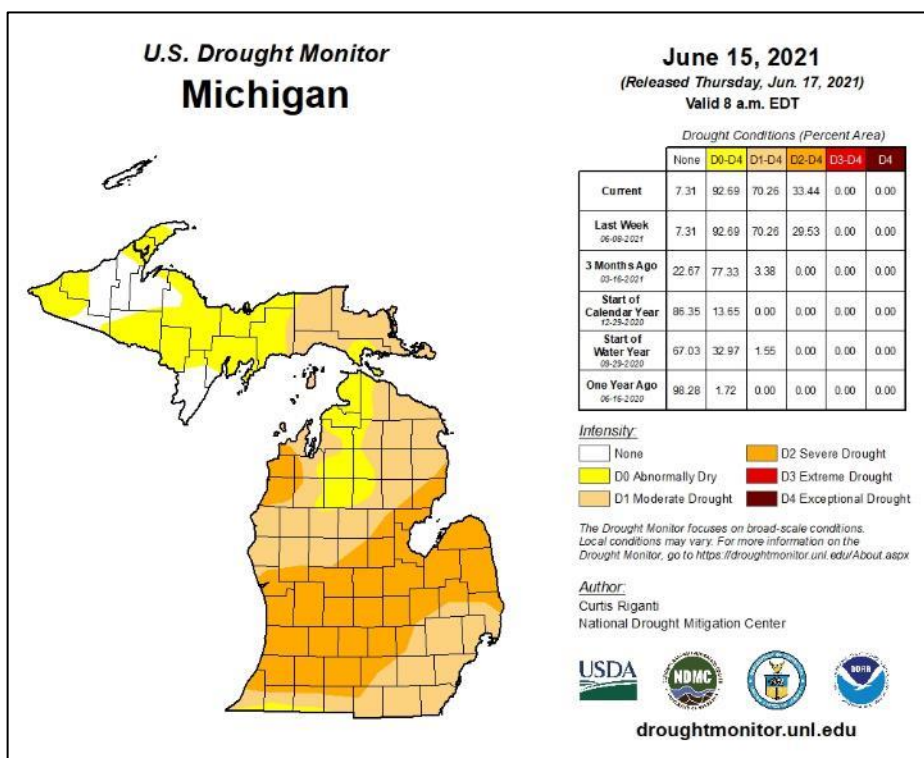 U.S. Drought Monitor
Michigan
June 15, 2021
(Released Thursday, Jun. 17, 2021)
Valid 8 a.m. EDT
Drought Conditions (Percent Area)
None D0-D4 D1-D4 D2-D4 D3-D4 D4
Current 7.31 92.69 70.26 33.44 0.00 0.00
Last Week 7.31 92.69 70.26 29.53 0.00 0.00
06-08-2021
3 Months Ago 22.67 77.33 3.38 0.00 0.00 0.00
03-16-2021
Start of
Calendar Year 86.35 13.65 0.00 0.00 0.00 0.00
12-29-2020
Start of
Water Year 67.03 32.97 1.55 0.00 0.00 0.00
09-29-2020
One Year Ago 98.28 1.72 0.00 0.00 0.00 0.00
06-16-2020
Intensity:
None
D0 Abnormally Dry
D1 Moderate Drought
D2 Severe Drought
D3 Extreme Drought
D4 Exceptional Drought
The Drought Monitor focuses on broad-scale conditions.
Local conditions may vary. For more information on the
Drought Monitor, go to https://droughtmonitor.unl.edu/About.aspx
Author:
Curtis Riganti
National Drought Mitigation Center
USDA
NDMC
NOAA
droughtmonitor.unl.edu